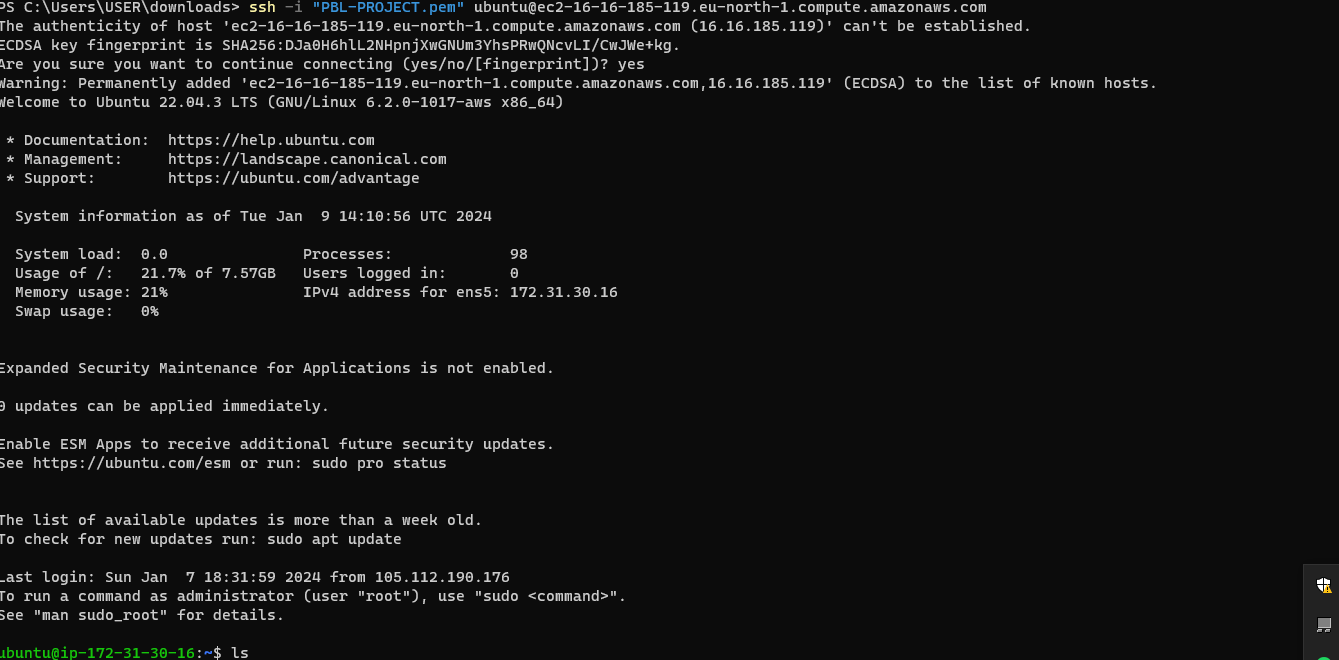 PS C:\Users\USER\downloads> ssh -i "PBL-PROJECT.pem" ubuntu@ec2-16-16-185-119.eu-north-1.compute.amazonaws.com
The authenticity of host 'ec2-16-16-185-119.eu-north-1.compute.amazonaws.com (16.16.185.119)' can't be established.
ECDSA key fingerprint is SHA256:DJa0H6hlL2NHpnjXwGNUm3YhsPRwQNcvLI/CwJWe+kg.
Are you sure you want to continue connecting (yes/no/[fingerprint])? yes
Warning: Permanently added 'ec2-16-16-185-119.eu-north-1.compute.amazonaws.com,16.16.185.119' (ECDSA) to the list of known hosts.
Welcome to Ubuntu 22.04.3 LTS (GNU/Linux 6.2.0-1017-aws x86_64)
* Documentation:  https://help.ubuntu.com
* Management:     https://landscape.canonical.com
* Support:        https://ubuntu.com/advantage
System information as of Tue Jan  9 14:10:56 UTC 2024
System load:  0.0               Processes:             98
Usage of /:   21.7% of 7.57GB   Users logged in:       0
Memory usage: 21%               IPv4 address for ens5: 172.31.30.16
Swap usage:   0%
Expanded Security Maintenance for Applications is not enabled.
0 updates can be applied immediately.
Enable ESM Apps to receive additional future security updates.
See https://ubuntu.com/esm or run: sudo pro status
The list of available updates is more than a week old.
To check for new updates run: sudo apt update
Last login: Sun Jan  7 18:31:59 2024 from 105.112.190.176
To run a command as administrator (user "root"), use "sudo <command>".
See "man sudo_root" for details.
ubuntu@ip-172-31-30-16:~$ ls